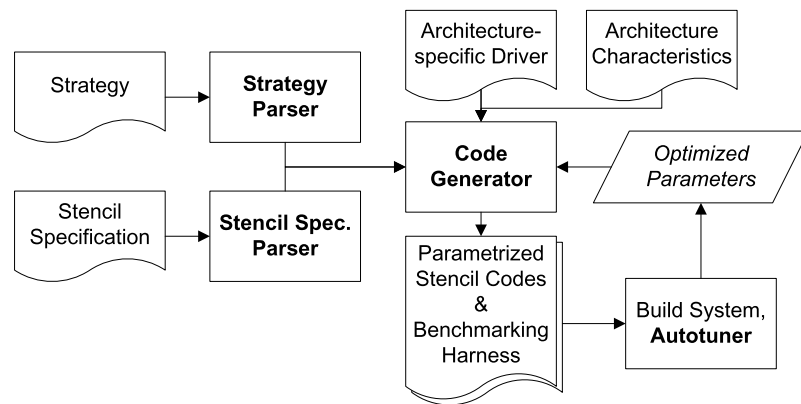 Strategy
Strategy
Parser
Architecture-
specific Driver
Architecture
Characteristics
Code
Generator
Optimized
Parameters
Stencil
Specification
Stencil Spec.
Parser
Parametrized
Stencil Codes
&
Benchmarking
Harness
Build System,
Autotuner